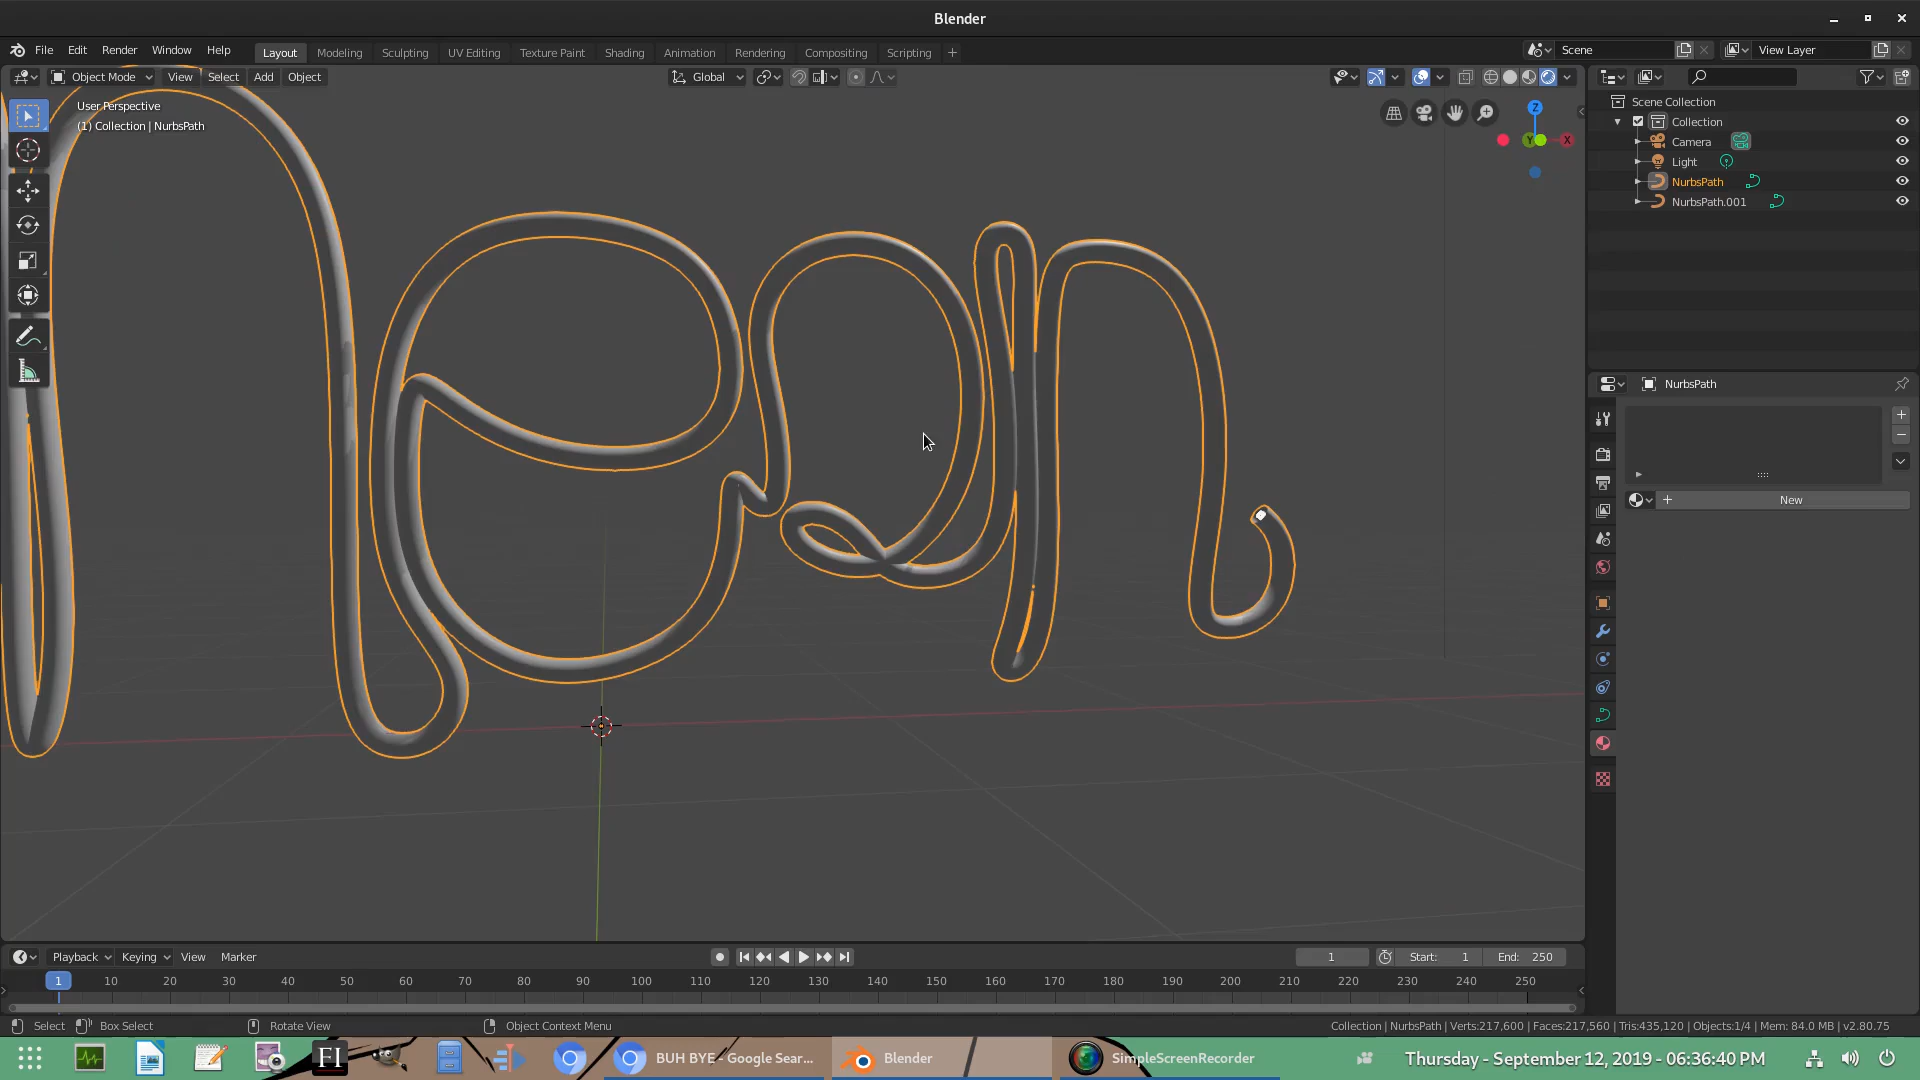 Blender
File Edit Render Window Help
Layout Modeling Sculpting UV Editing Texture Paint Shading Animation Rendering Compositing Scripting +
Scene View Layer
Object Mode View Select Add Object Global
User Perspective
(1) Collection | NurbsPath
Z
Y X
Scene Collection
Collection
Camera
Light
NurbsPath
NurbsPath.001
NurbsPath
+ New
Playback Keying View Marker
1 Start: 1 End: 250
1 10 20 30 40 50 60 70 80 90 100 110 120 130 140 150 160 170 180 190 200 210 220 230 240 250
Select Box Select Rotate View Object Context Menu
Collection | NurbsPath | Verts:217,600 | Faces:217,560 | Tris:435,120 | Objects:1/4 | Mem: 84.0 MB | v2.80.75
FI
BUH BYE - Google Sear... Blender SimpleScreenRecorder
Thursday - September 12, 2019 - 06:36:40 PM